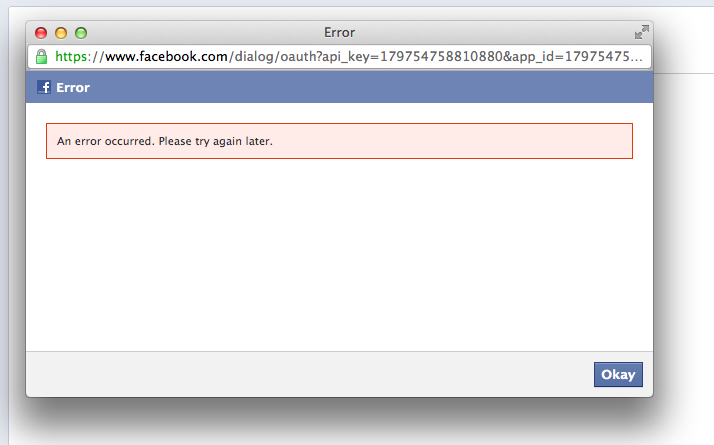 Error
https://www.facebook.com/dialog/oauth?api_key=179754758810880&app_id=17975475...
f Error
An error occurred. Please try again later.
Okay